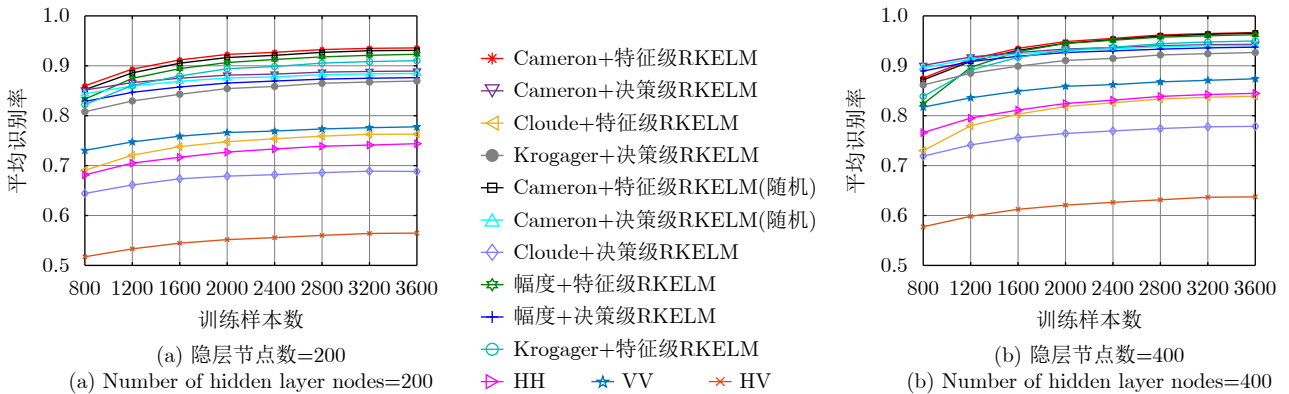 1.0
0.9
0.8
0.7
0.6
0.5
平均识别率
800 1200 1600 2000 2400 2800 3200 3600
训练样本数
(a) 隐层节点数=200
(a) Number of hidden layer nodes=200
Cameron+特征级RKELM
Cameron+决策级RKELM
Cloude+特征级RKELM
Krogager+决策级RKELM
Cameron+特征级RKELM(随机)
Cameron+决策级RKELM(随机)
Cloude+决策级RKELM
幅度+特征级RKELM
幅度+决策级RKELM
Krogager+特征级RKELM
HH VV HV
1.0
0.9
0.8
0.7
0.6
0.5
平均识别率
800 1200 1600 2000 2400 2800 3200 3600
训练样本数
(b) 隐层节点数=400
(b) Number of hidden layer nodes=400